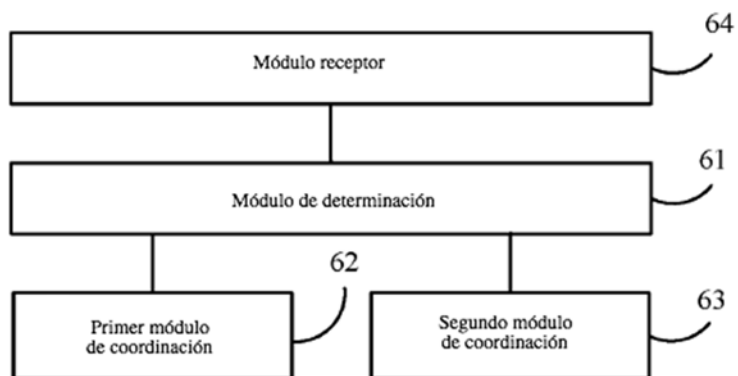 64
Módulo receptor
61
Módulo de determinación
62
63
Primer módulo
de coordinación
Segundo módulo
de coordinación